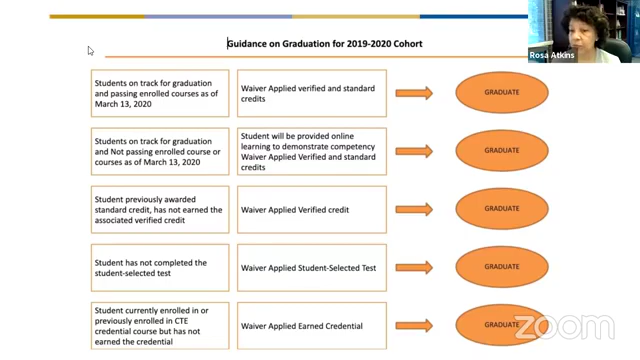 Guidance on Graduation for 2019-2020 Cohort
Rosa Atkins
Students on track for graduation
and passing enrolled courses as of
March 13, 2020
Waiver Applied verified and standard
credits
GRADUATE
Students on track for graduation
and Not passing enrolled course or
courses as of March 13, 2020
Student will be provided online
learning to demonstrate competency
Waiver Applied Verified and standard
credits
GRADUATE
Student previously awarded
standard credit, has not earned the
associated verified credit
Waiver Applied Verified credit
GRADUATE
Student has not completed the
student-selected test
Waiver Applied Student-Selected Test
GRADUATE
Student currently enrolled in or
previously enrolled in CTE
credential course but has not
earned the credential
Waiver Applied Earned Credential
GRADUATE
zoom